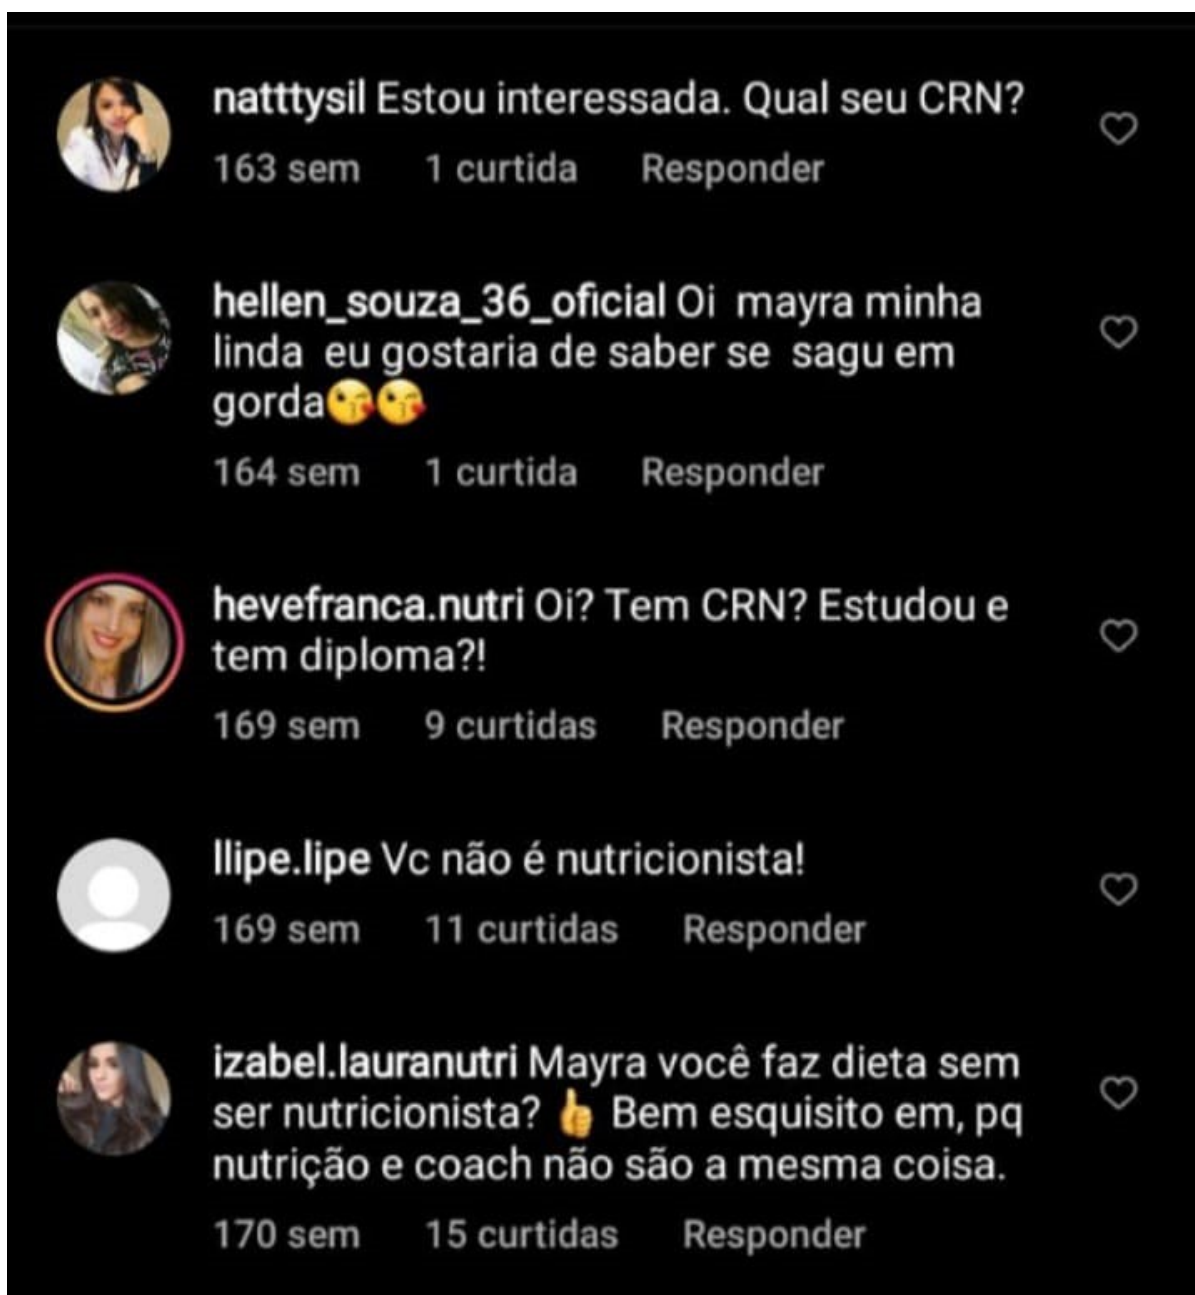 natttysil Estou interessada. Qual seu CRN?
163 sem 1 curtida Responder
hellen_souza_36_oficial Oi  mayra minha
linda  eu gostaria de saber se  sagu em
gorda😘😘
164 sem 1 curtida Responder
hevefranca.nutri Oi? Tem CRN? Estudou e
tem diploma?!
169 sem 9 curtidas Responder
llipe.lipe Vc não é nutricionista!
169 sem 11 curtidas Responder
izabel.lauranutri Mayra você faz dieta sem
ser nutricionista? 👍 Bem esquisito em, pq
nutrição e coach não são a mesma coisa.
170 sem 15 curtidas Responder